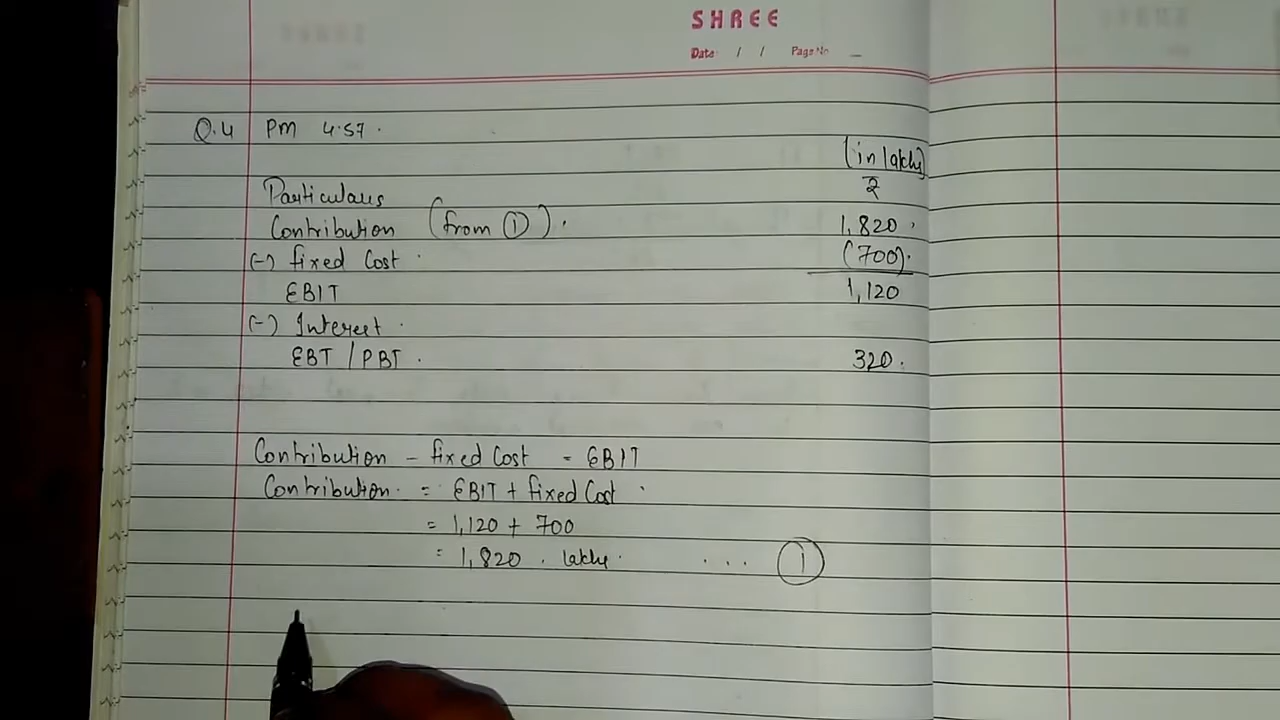 SHREE
Date / / Page No
Q.4 PM 4.57.
(in lakhs)
Particulars ₹
Contribution (from ①). 1,820
(-) fixed Cost (700)
EBIT 1,120
(-) Interest
EBT / PBT 320
Contribution - fixed Cost = EBIT
Contribution = EBIT + fixed Cost
= 1,120 + 700
= 1,820 lakhs ... ①